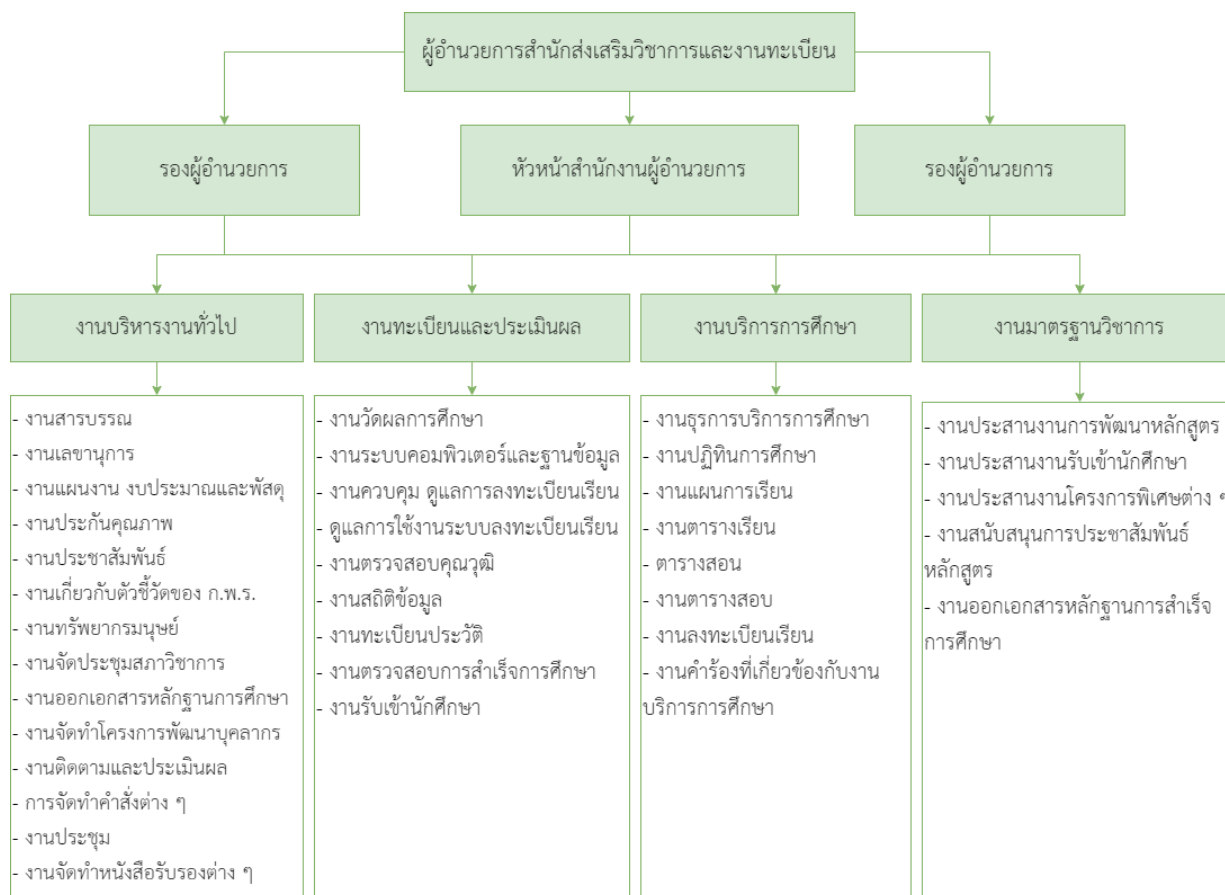 ผู้อำนวยการสำนักส่งเสริมวิชาการและงานทะเบียน
รองผู้อำนวยการ
หัวหน้าสำนักงานผู้อำนวยการ
รองผู้อำนวยการ
งานบริหารงานทั่วไป
งานทะเบียนและประเมินผล
งานบริการการศึกษา
งานมาตรฐานวิชาการ
- งานสารบรรณ
- งานเลขานุการ
- งานแผนงาน งบประมาณและพัสดุ
- งานประกันคุณภาพ
- งานประชาสัมพันธ์
- งานเกี่ยวกับตัวชี้วัดของ ก.พ.ร.
- งานทรัพยากรมนุษย์
- งานจัดประชุมสภาวิชาการ
- งานออกเอกสารหลักฐานการศึกษา
- งานจัดทำโครงการพัฒนาบุคลากร
- งานติดตามและประเมินผล
- การจัดทำคำสั่งต่าง ๆ
- งานประชุม
- งานจัดทำหนังสือรับรองต่าง ๆ
- งานวัดผลการศึกษา
- งานระบบคอมพิวเตอร์และฐานข้อมูล
- งานควบคุม ดูแลการลงทะเบียนเรียน
- ดูแลการใช้งานระบบลงทะเบียนเรียน
- งานตรวจสอบคุณวุฒิ
- งานสถิติข้อมูล
- งานทะเบียนประวัติ
- งานตรวจสอบการสำเร็จการศึกษา
- งานรับเข้านักศึกษา
- งานธุรการบริการการศึกษา
- งานปฏิทินการศึกษา
- งานแผนการเรียน
- งานตารางเรียน
- ตารางสอน
- งานตารางสอบ
- งานลงทะเบียนเรียน
- งานคำร้องที่เกี่ยวข้องกับงาน
บริการการศึกษา
- งานประสานงานการพัฒนาหลักสูตร
- งานประสานงานรับเข้านักศึกษา
- งานประสานงานโครงการพิเศษต่าง ๆ
- งานสนับสนุนการประชาสัมพันธ์
หลักสูตร
- งานออกเอกสารหลักฐานการสำเร็จ
การศึกษา